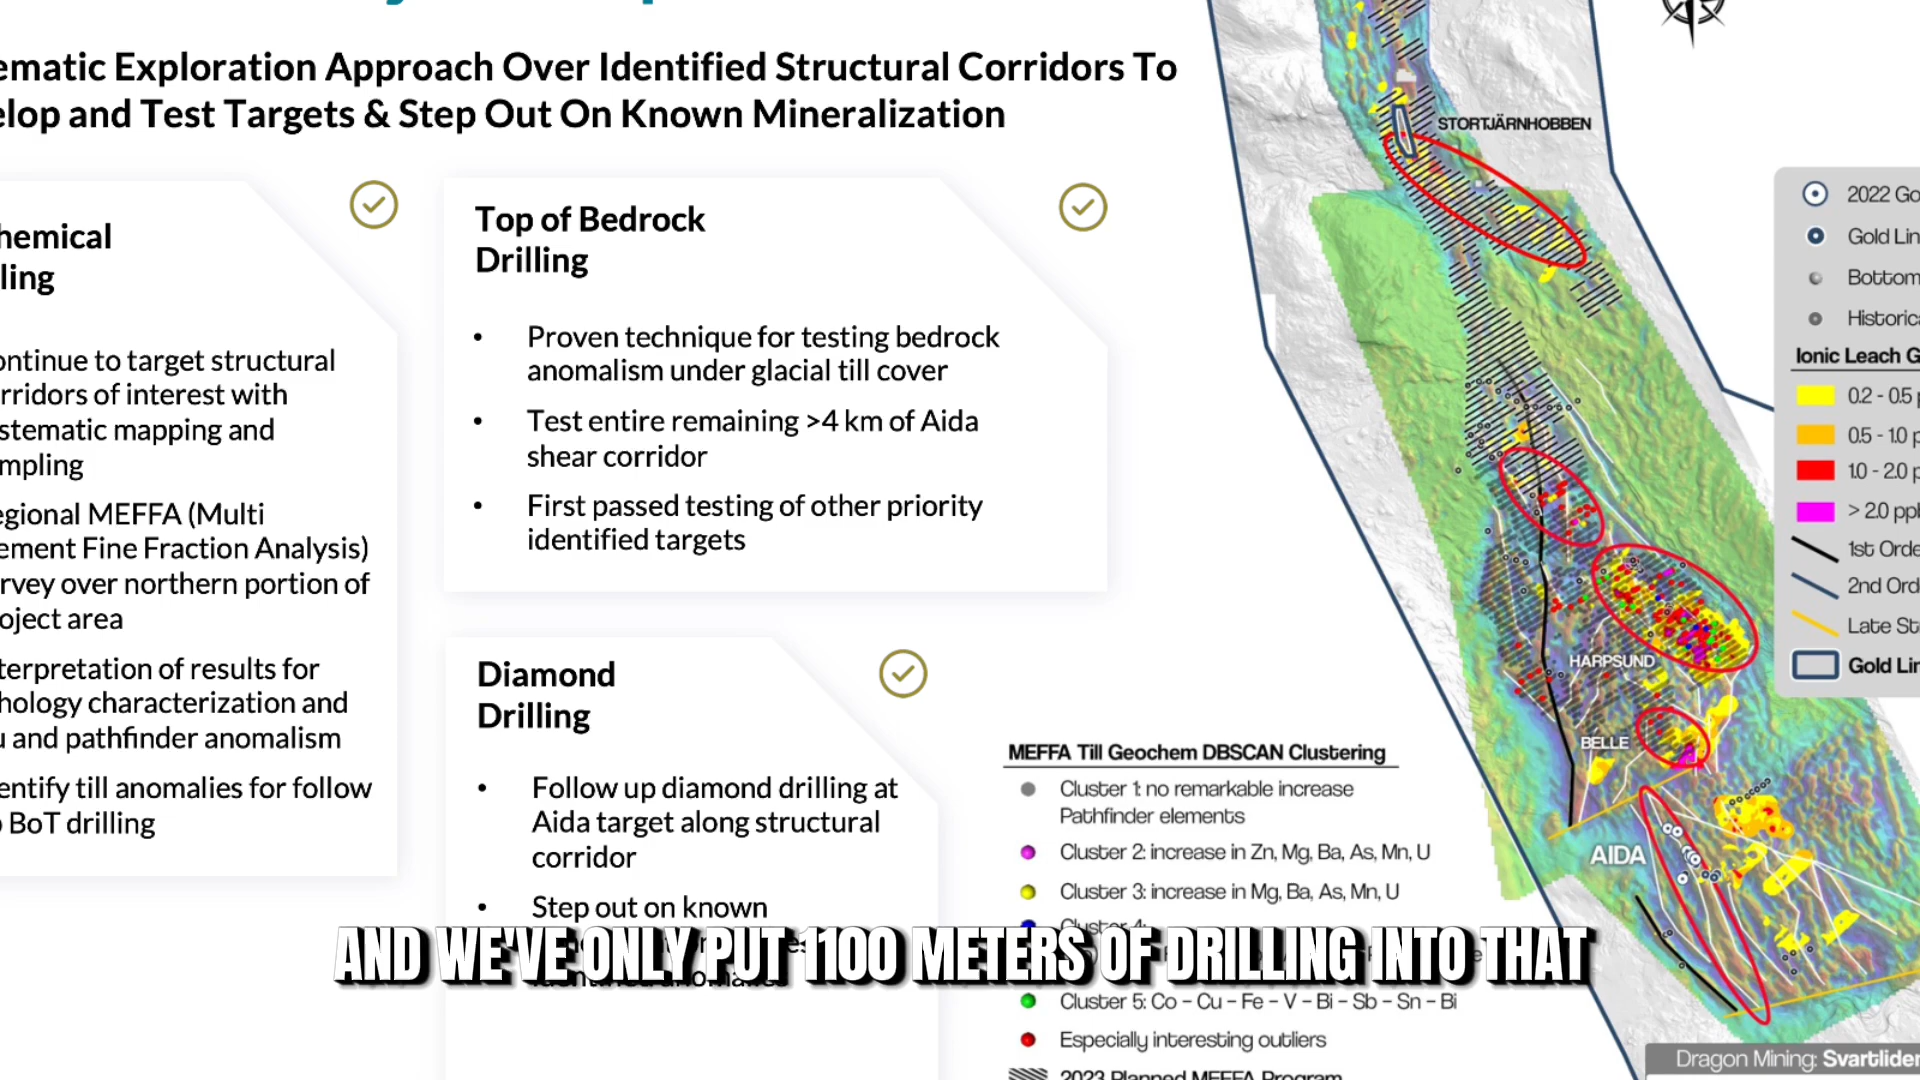 ematic Exploration Approach Over Identified Structural Corridors To
elop and Test Targets & Step Out On Known Mineralization
hemical
ling
ontinue to target structural
rridors of interest with
stematic mapping and
mpling
egional MEFFA (Multi
ement Fine Fraction Analysis)
rvey over northern portion of
oject area
terpretation of results for
hology characterization and
u and pathfinder anomalism
entify till anomalies for follow
BoT drilling
Top of Bedrock
Drilling
• Proven technique for testing bedrock
anomalism under glacial till cover
• Test entire remaining >4 km of Aida
shear corridor
• First passed testing of other priority
identified targets
Diamond
Drilling
• Follow up diamond drilling at
Aida target along structural
corridor
• Step out on known
MEFFA Till Geochem DBSCAN Clustering
Cluster 1: no remarkable increase
Pathfinder elements
Cluster 2: increase in Zn, Mg, Ba, As, Mn, U
Cluster 3: increase in Mg, Ba, As, Mn, U
Cluster 4:
Cluster 5: Co – Cu – Fe – V – Bi – Sb – Sn – Bi
Especially interesting outliers
2023 Planned MEFFA Program
STORTJÄRNHOBBEN
HARPSUND
BELLE
AIDA
2022 Go
Gold Lin
Bottom
Historica
Ionic Leach G
0.2 - 0.5 p
0.5 - 1.0 p
1.0 - 2.0 p
> 2.0 ppb
1st Orde
2nd Ord
Late St
Gold Lin
Dragon Mining: Svartliden
AND WE'VE ONLY PUT 1100 METERS OF DRILLING INTO THAT